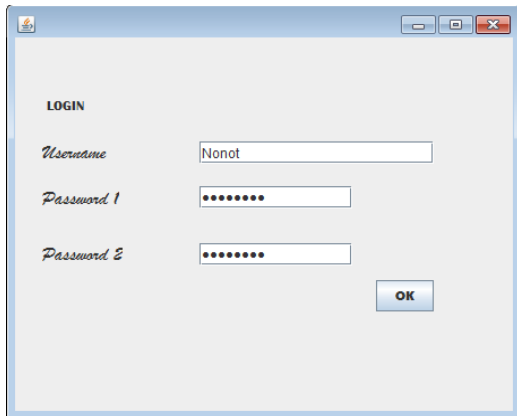 LOGIN
Username Nonot
Password 1 ••••••••
Password 2 ••••••••
OK